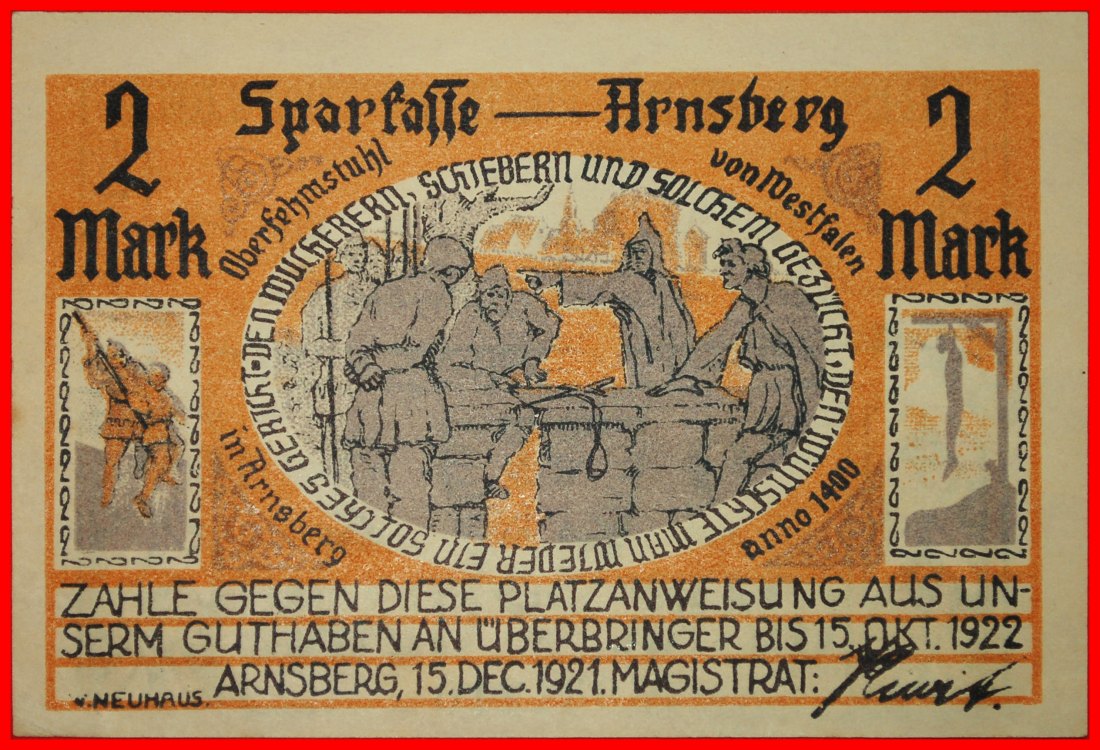 2 Mark
Sparkasse — Arnsberg
2 Mark
Oberfehmstuhl
von Westfalen
in Arnsberg
anno 1400
DEN WUCHERERN, SCHIEBERN UND SOLCHEM GEZÜCHT · DEN WÜNSCHTE MAN WIEDER EIN SOLCHES GERICHT ·
ZAHLE GEGEN DIESE PLATZANWEISUNG AUS UN-
SERM GUTHABEN AN ÜBERBRINGER BIS 15. OKT. 1922
ARNSBERG, 15. DEC. 1921. MAGISTRAT:
v. NEUHAUS.